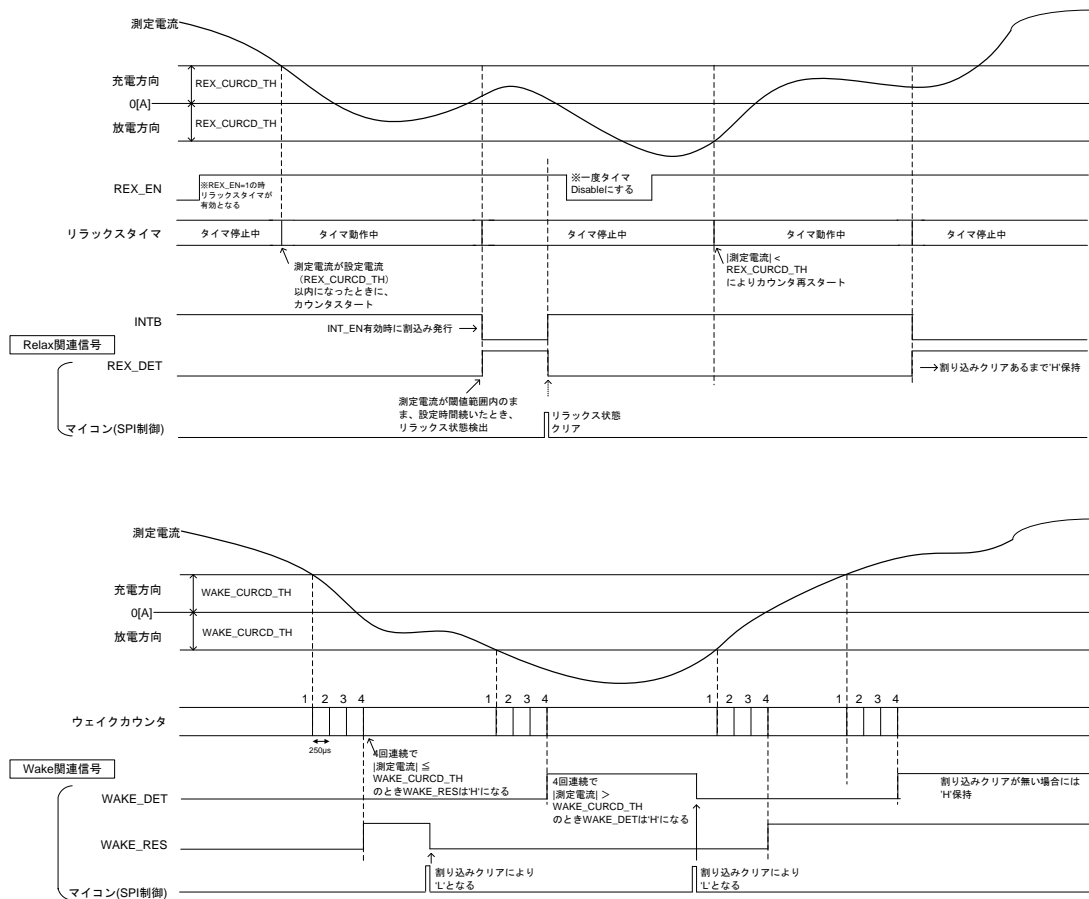 測定電流
充電方向
REX_CURCD_TH
0[A]
放電方向
REX_CURCD_TH
REX_EN
※REX_EN=1の時
リラックスタイマが
有効となる
※一度タイマ
Disableにする
リラックスタイマ
タイマ停止中
タイマ動作中
タイマ停止中
タイマ動作中
タイマ停止中
測定電流が設定電流
（REX_CURCD_TH）
以内になったときに、
カウンタスタート
|測定電流| <
REX_CURCD_TH
によりカウンタ再スタート
INTB
INT_EN有効時に割込み発行
Relax関連信号
REX_DET
割り込みクリアあるまで'H'保持
測定電流が閾値範囲内のま
ま、設定時間続いたとき、
リラックス状態検出
リラックス状態
クリア
マイコン(SPI制御)
測定電流
充電方向
WAKE_CURCD_TH
0[A]
放電方向
WAKE_CURCD_TH
1 2 3 4
1 2 3 4
1 2 3 4
1 2 3 4
ウェイクカウンタ
250μs
4回連続で
|測定電流| ≦
WAKE_CURCD_TH
のときWAKE_RESは'H'になる
Wake関連信号
WAKE_DET
4回連続で
|測定電流| >
WAKE_CURCD_TH
のときWAKE_DETは'H'になる
割り込みクリアが無い場合には
'H'保持
WAKE_RES
割り込みクリアにより
'L'となる
割り込みクリアにより
'L'となる
マイコン(SPI制御)